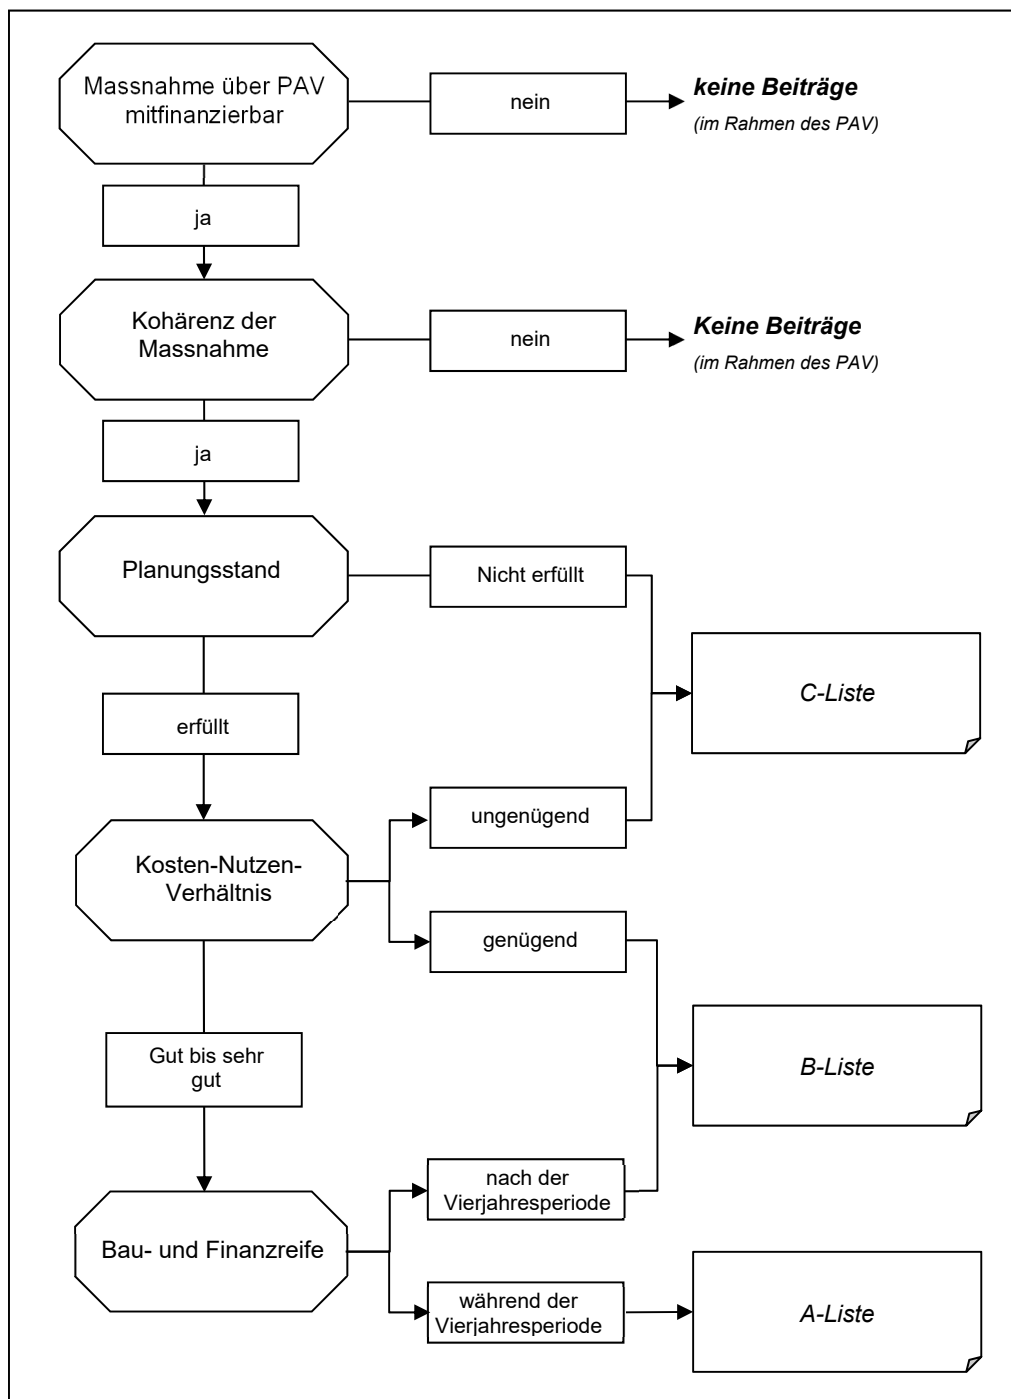 Massnahme über PAV
mitfinanzierbar
nein
keine Beiträge
(im Rahmen des PAV)
ja
Kohärenz der
Massnahme
nein
Keine Beiträge
(im Rahmen des PAV)
ja
Planungsstand
Nicht erfüllt
C-Liste
erfüllt
ungenügend
Kosten-Nutzen-
Verhältnis
genügend
Gut bis sehr
gut
B-Liste
nach der
Vierjahresperiode
Bau- und Finanzreife
während der
Vierjahresperiode
A-Liste